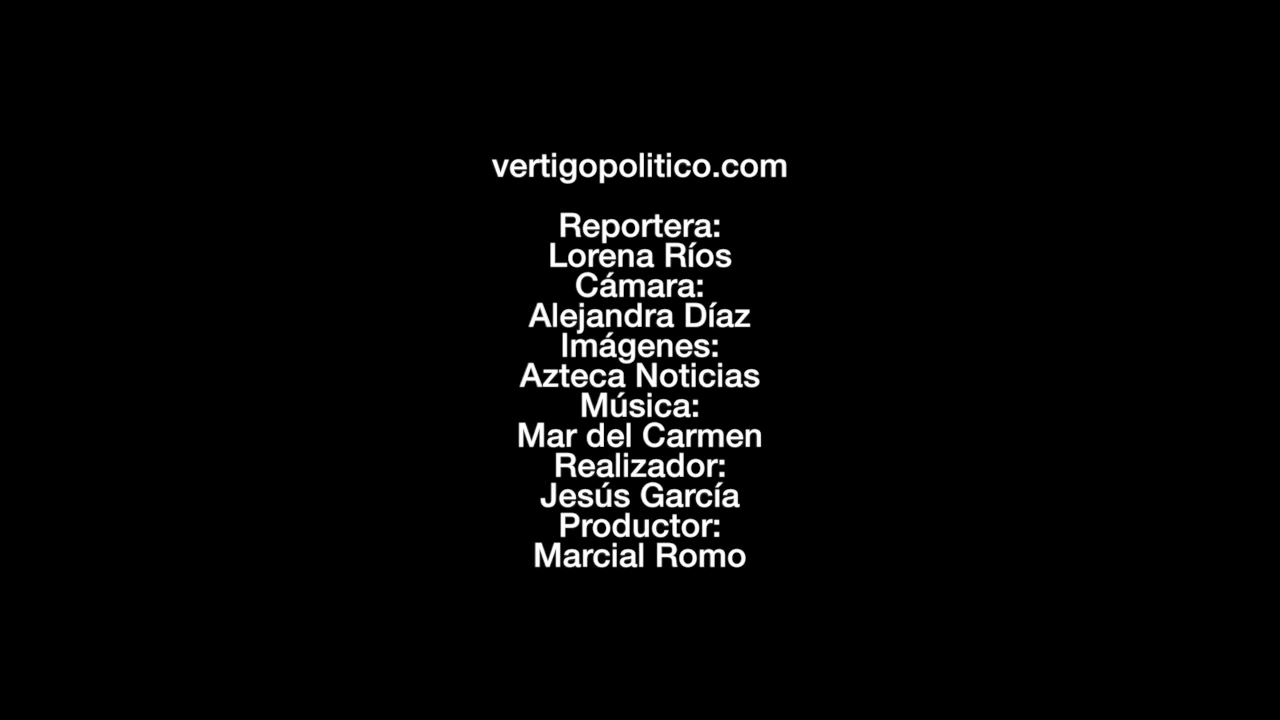 vertigopolitico.com
Reportera:
Lorena Ríos
Cámara:
Alejandra Díaz
Imágenes:
Azteca Noticias
Música:
Mar del Carmen
Realizador:
Jesús García
Productor:
Marcial Romo